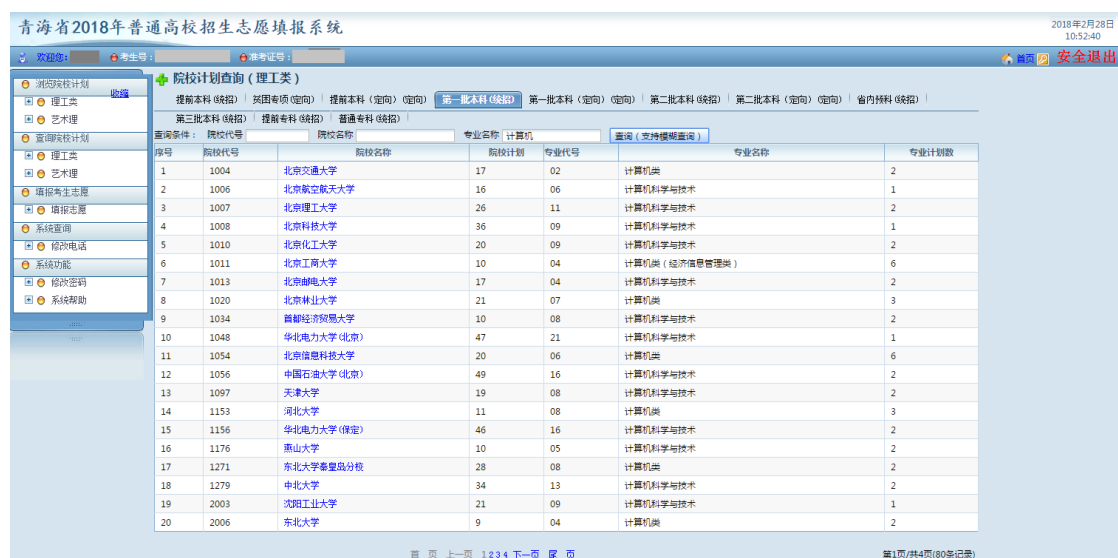 青海省2018年普通高校招生志愿填报系统
2018年2月28日
10:52:40
欢迎您: 考生号: 准考证号: 首页 安全退出
浏览院校计划 收缩
理工类
艺术理
查询院校计划
理工类
艺术理
填报考生志愿
填报志愿
系统查询
修改电话
系统功能
修改密码
系统帮助
院校计划查询(理工类)
提前本科(统招) 贫困专项(定向) 提前本科(定向)(定向) 第一批本科(统招) 第一批本科(定向)(定向) 第二批本科(统招) 第二批本科(定向)(定向) 省内预科(统招)
第三批本科(统招) 提前专科(统招) 普通专科(统招)
查询条件: 院校代号 院校名称 专业名称 计算机 查询(支持模糊查询)
序号 院校代号 院校名称 院校计划 专业代号 专业名称 专业计划数
1 1004 北京交通大学 17 02 计算机类 2
2 1006 北京航空航天大学 16 06 计算机科学与技术 1
3 1007 北京理工大学 26 11 计算机科学与技术 2
4 1008 北京科技大学 36 09 计算机科学与技术 1
5 1010 北京化工大学 20 09 计算机科学与技术 2
6 1011 北京工商大学 10 04 计算机类(经济信息管理类) 6
7 1013 北京邮电大学 17 04 计算机科学与技术 2
8 1020 北京林业大学 21 07 计算机类 3
9 1034 首都经济贸易大学 10 08 计算机科学与技术 2
10 1048 华北电力大学(北京) 47 21 计算机科学与技术 1
11 1054 北京信息科技大学 20 06 计算机类 6
12 1056 中国石油大学(北京) 49 16 计算机科学与技术 2
13 1097 天津大学 19 08 计算机科学与技术 2
14 1153 河北大学 11 08 计算机类 3
15 1156 华北电力大学(保定) 46 16 计算机科学与技术 2
16 1176 燕山大学 10 05 计算机科学与技术 2
17 1271 东北大学秦皇岛分校 28 08 计算机类 2
18 1279 中北大学 34 13 计算机科学与技术 2
19 2003 沈阳工业大学 21 09 计算机科学与技术 1
20 2006 东北大学 9 04 计算机类 2
首 页 上一页 1 2 3 4 下一页 尾 页 第1页/共4页(80条记录)